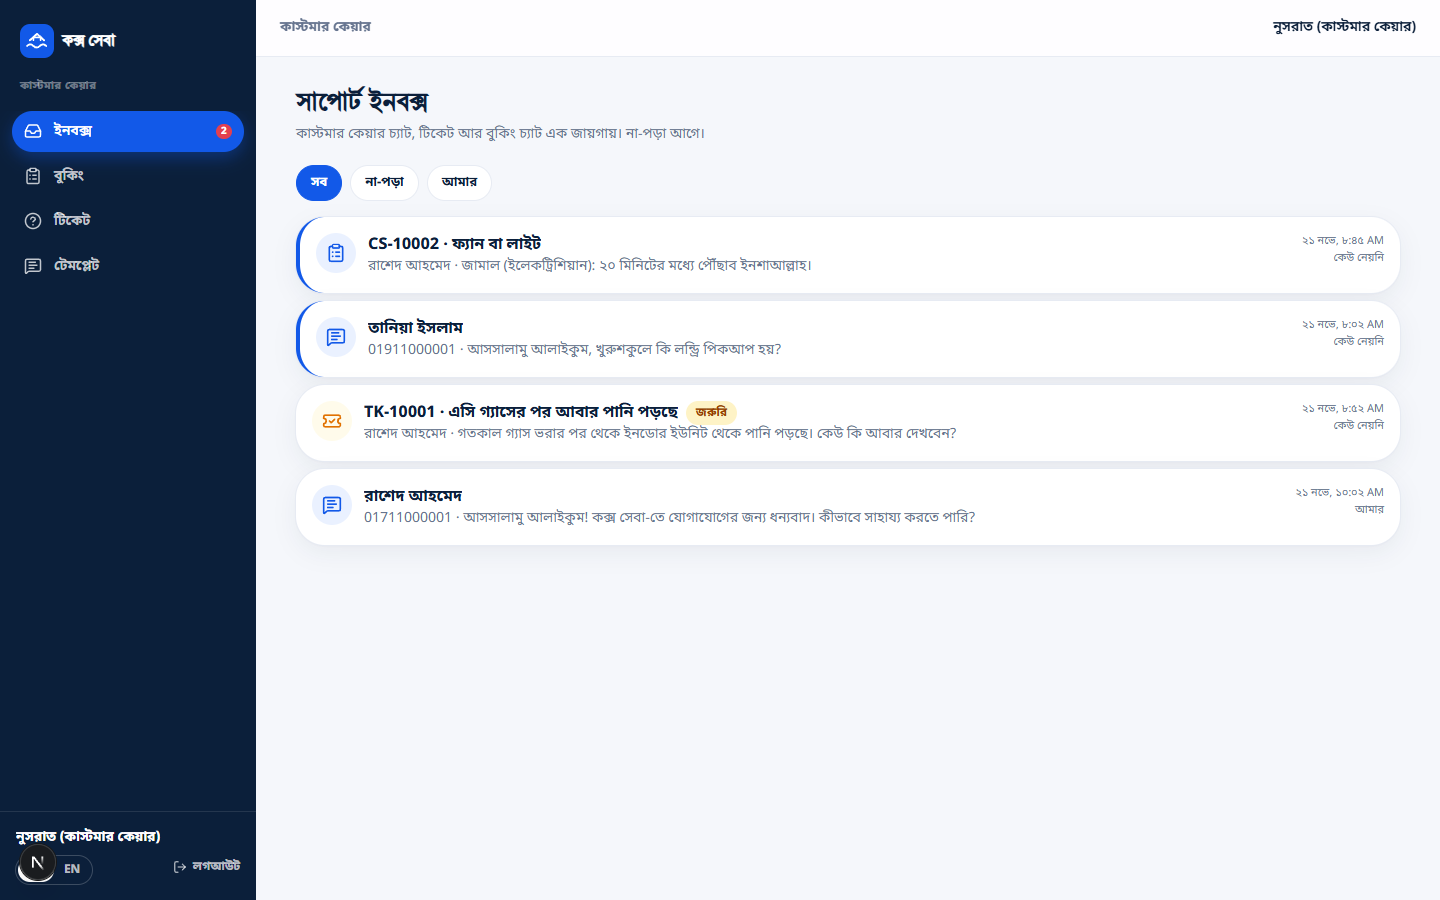 কক্স সেবা
কাস্টমার কেয়ার
ইনবক্স 2
বুকিং
টিকেট
টেমপ্লেট
নুসরাত (কাস্টমার কেয়ার)
N EN
লগআউট
কাস্টমার কেয়ার
নুসরাত (কাস্টমার কেয়ার)
সাপোর্ট ইনবক্স
কাস্টমার কেয়ার চ্যাট, টিকেট আর বুকিং চ্যাট এক জায়গায়। না-পড়া আগে।
সব না-পড়া আমার
CS-10002 · ফ্যান বা লাইট
রাশেদ আহমেদ · জামাল (ইলেকট্রিশিয়ান): ২০ মিনিটের মধ্যে পৌঁছাব ইনশাআল্লাহ।
২১ নভে, ৮:৪৫ AM
কেউ নেয়নি
তানিয়া ইসলাম
01911000001 · আসসালামু আলাইকুম, খুরুশকুলে কি লন্ড্রি পিকআপ হয়?
২১ নভে, ৮:০২ AM
কেউ নেয়নি
TK-10001 · এসি গ্যাসের পর আবার পানি পড়ছে জরুরি
রাশেদ আহমেদ · গতকাল গ্যাস ভরার পর থেকে ইনডোর ইউনিট থেকে পানি পড়ছে। কেউ কি আবার দেখবেন?
২১ নভে, ৮:৫২ AM
কেউ নেয়নি
রাশেদ আহমেদ
01711000001 · আসসালামু আলাইকুম! কক্স সেবা-তে যোগাযোগের জন্য ধন্যবাদ। কীভাবে সাহায্য করতে পারি?
২১ নভে, ১০:০২ AM
আমার